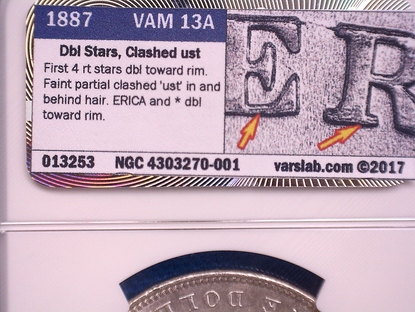 1887 VAM 13A
Dbl Stars, Clashed ust
First 4 rt stars dbl toward rim.
Faint partial clashed 'ust' in and
behind hair. ERICA and * dbl
toward rim.
E R
013253 NGC 4303270-001 varslab.com ©2017